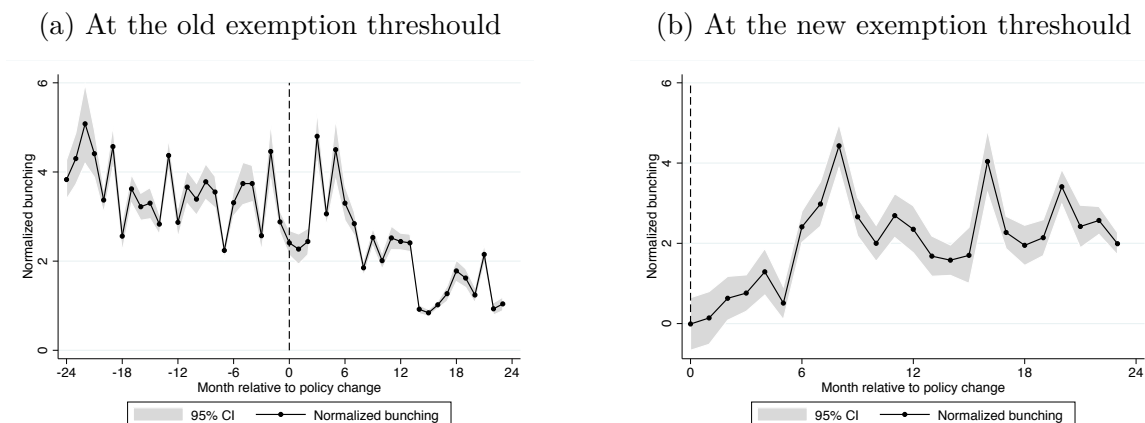 (a) At the old exemption threshould
6
4
2
0
Normalized bunching
-24 -18 -12 -6 0 6 12 18 24
Month relative to policy change
95% CI Normalized bunching
(b) At the new exemption threshould
6
4
2
0
Normalized bunching
0 6 12 18 24
Month relative to policy change
95% CI Normalized bunching